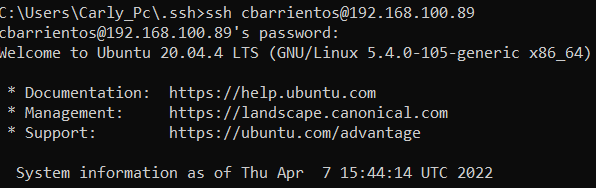 C:\Users\Carly_Pc\.ssh>ssh cbarrientos@192.168.100.89
cbarrientos@192.168.100.89's password:
Welcome to Ubuntu 20.04.4 LTS (GNU/Linux 5.4.0-105-generic x86_64)
* Documentation:  https://help.ubuntu.com
* Management:     https://landscape.canonical.com
* Support:        https://ubuntu.com/advantage
System information as of Thu Apr  7 15:44:14 UTC 2022